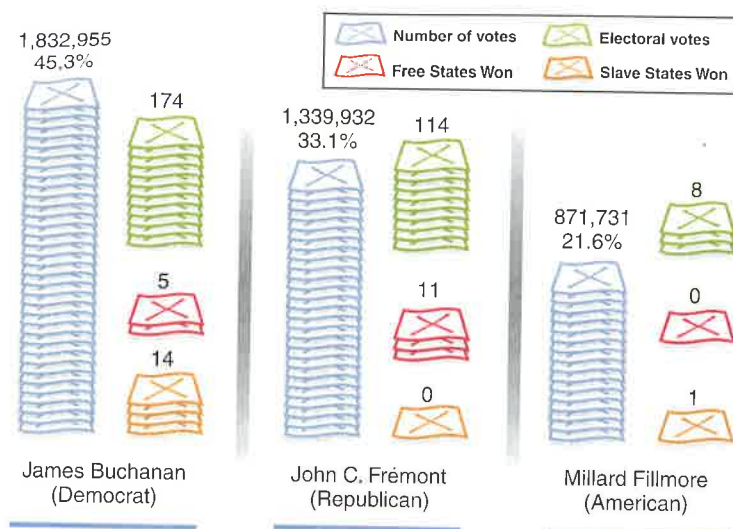 Number of votes
Electoral votes
Free States Won
Slave States Won
1,832,955
45.3%
174
5
14
James Buchanan
(Democrat)
1,339,932
33.1%
114
11
0
John C. Frémont
(Republican)
871,731
21.6%
8
0
1
Millard Fillmore
(American)